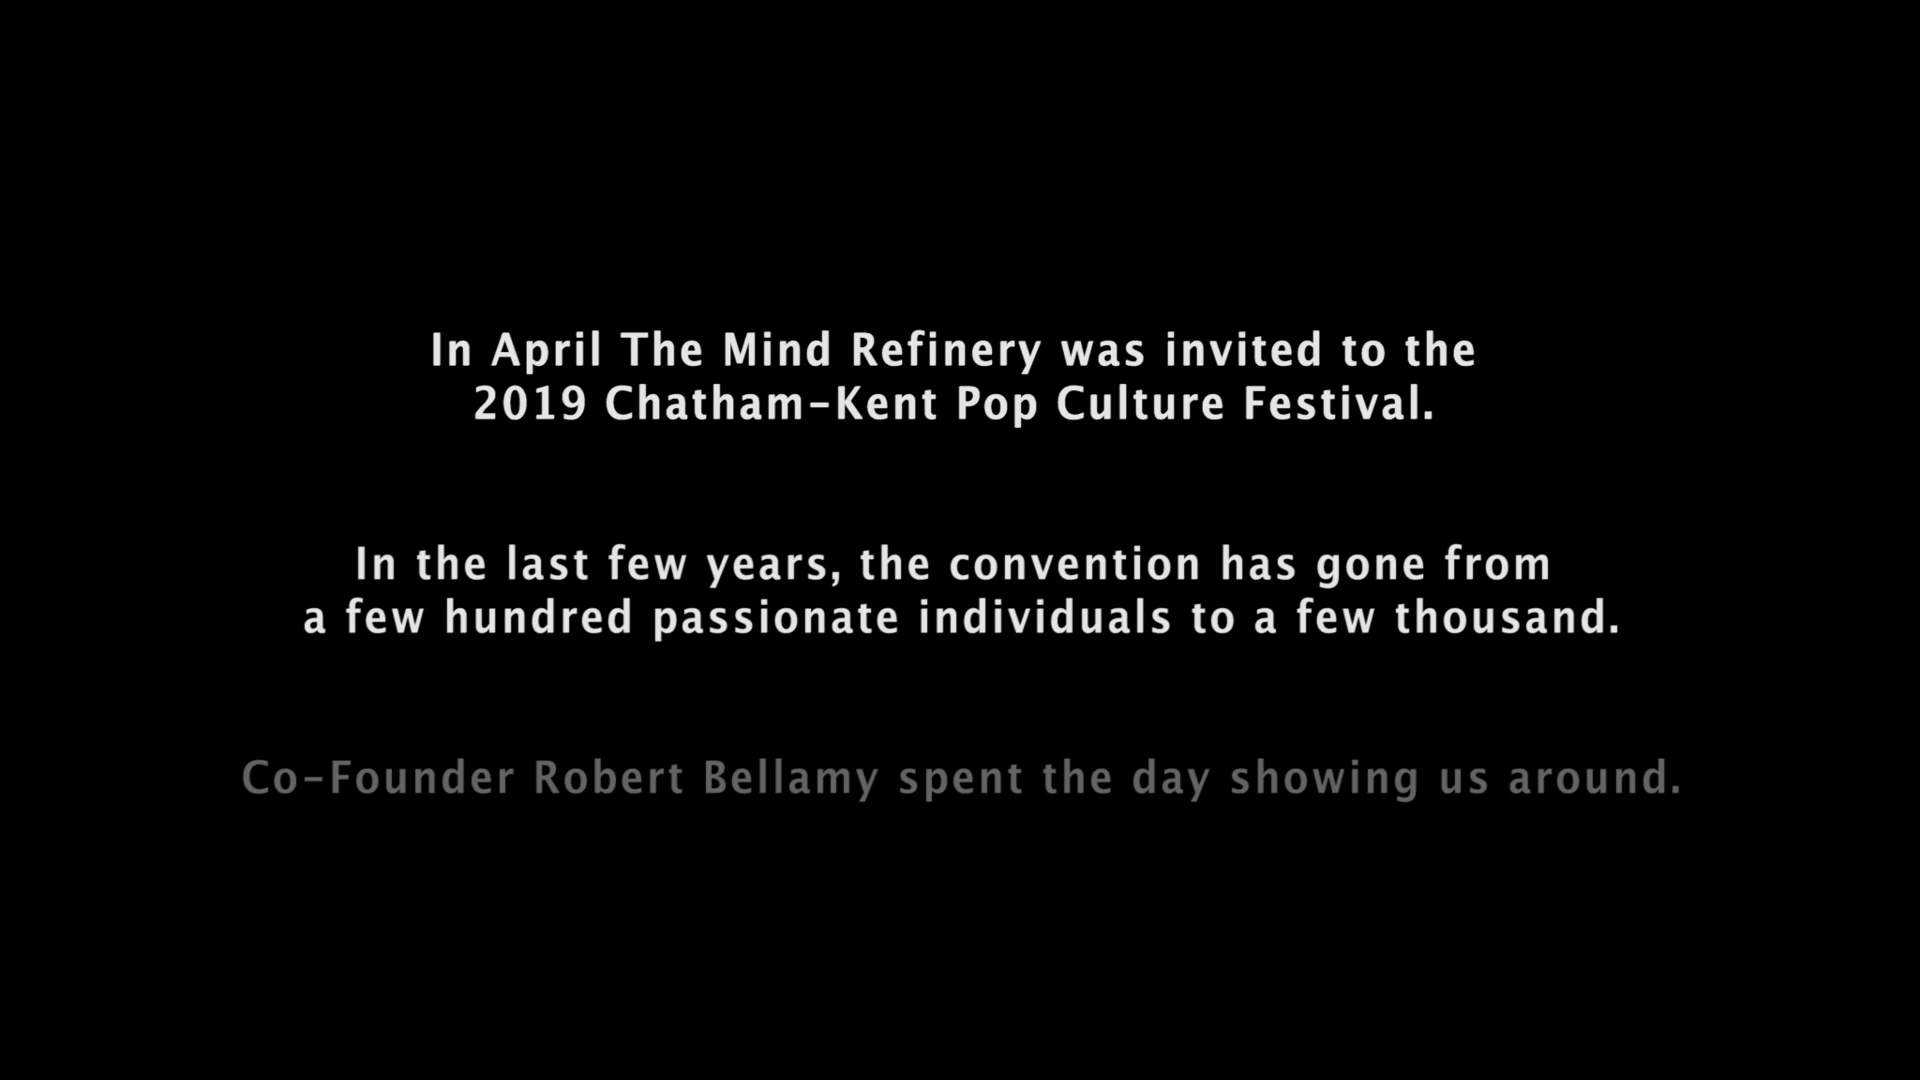 In April The Mind Refinery was invited to the
2019 Chatham-Kent Pop Culture Festival.
In the last few years, the convention has gone from
a few hundred passionate individuals to a few thousand.
Co-Founder Robert Bellamy spent the day showing us around.